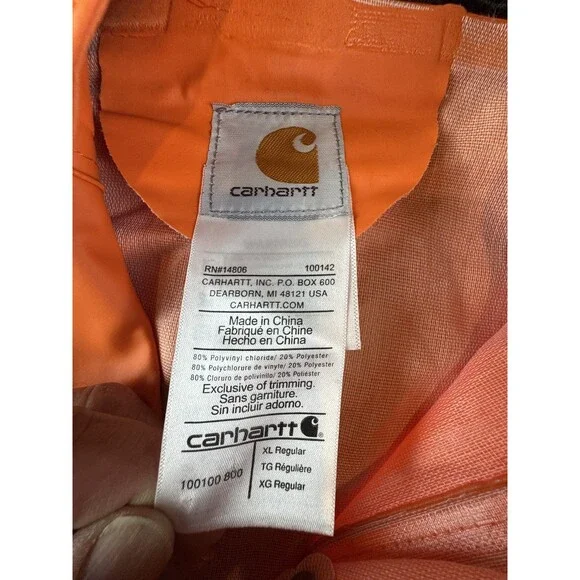 carhartt
RN#14806 100142
CARHARTT, INC. P.O. BOX 600
DEARBORN, MI 48121 USA
CARHARTT.COM
Made in China
Fabriqué en Chine
Hecho en China
80% Polyvinyl chloride/ 20% Polyester
80% Polychlorure de vinyle/ 20% Polyester
80% Cloruro de polivinilo/ 20% Poliester
Exclusive of trimming.
Sans garniture.
Sin incluir adorno.
carhartt
XL Regular
100100 800 TG Régulière
XG Regular